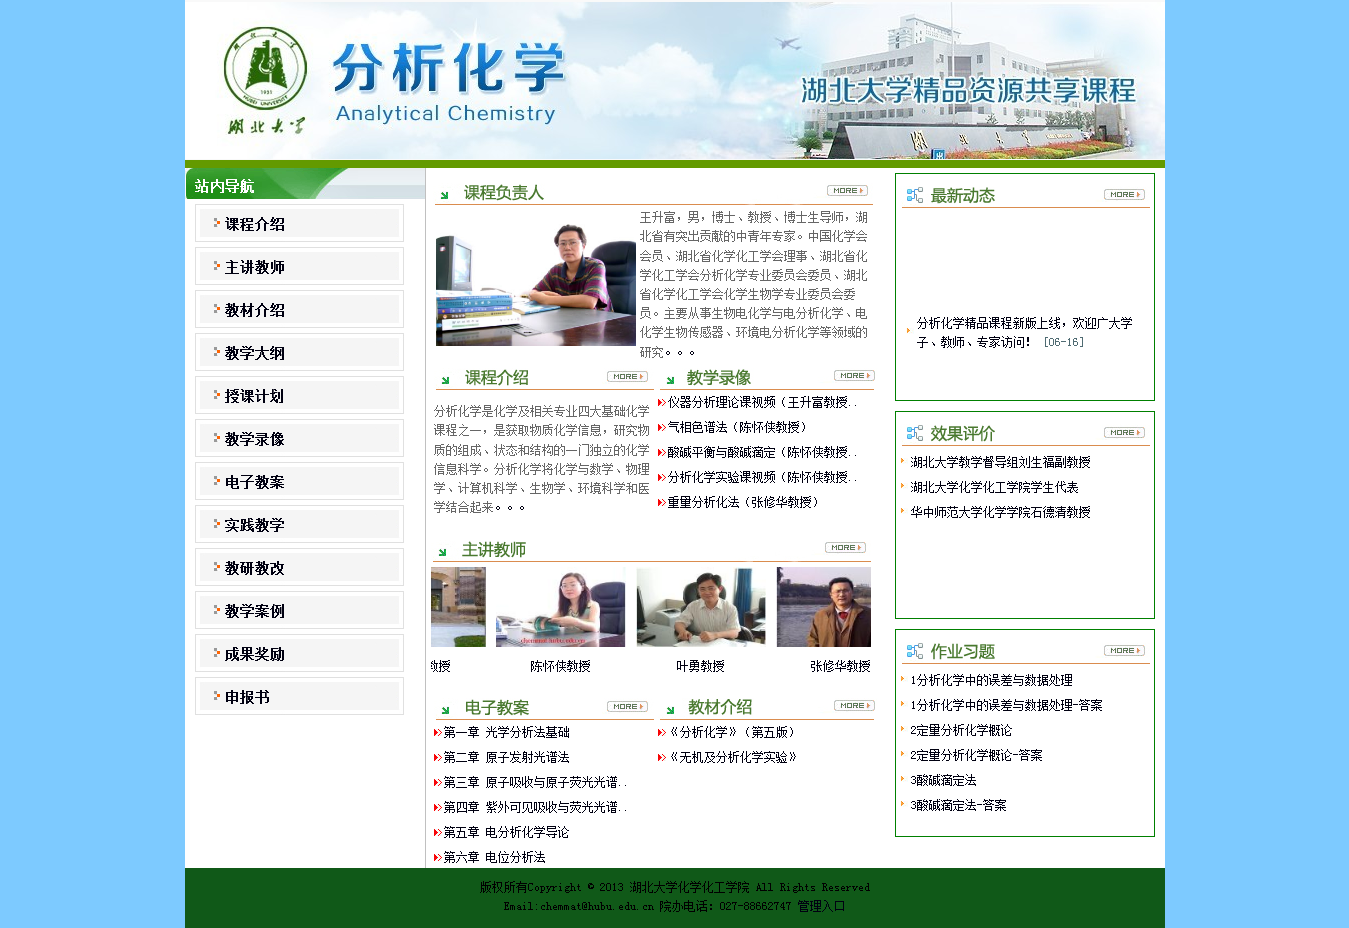 分析化学
Analytical Chemistry
湖北大学
HUBEI UNIVERSITY
1931
湖北大学精品资源共享课程
站内导航
课程介绍
主讲教师
教材介绍
教学大纲
授课计划
教学录像
电子教案
实践教学
教研教改
教学案例
成果奖励
申报书
课程负责人
MORE
王升富，男，博士、教授、博士生导师，湖
北省有突出贡献的中青年专家。中国化学会
会员、湖北省化学化工学会理事、湖北省化
学化工学会分析化学专业委员会委员、湖北
省化学化工学会化学生物学专业委员会委
员。主要从事生物电化学与电分析化学、电
化学生物传感器、环境电分析化学等领域的
研究。。。
课程介绍
MORE
分析化学是化学及相关专业四大基础化学
课程之一，是获取物质化学信息，研究物
质的组成、状态和结构的一门独立的化学
信息科学。分析化学将化学与数学、物理
学、计算机科学、生物学、环境科学和医
学结合起来。。。
教学录像
MORE
仪器分析理论课视频（王升富教授..
气相色谱法（陈怀侠教授）
酸碱平衡与酸碱滴定（陈怀侠教授..
分析化学实验课视频（陈怀侠教授..
重量分析化法（张修华教授）
主讲教师
MORE
chemmat.hubu.edu.cn
教授
陈怀侠教授
叶勇教授
张修华教授
电子教案
MORE
第一章 光学分析法基础
第二章 原子发射光谱法
第三章 原子吸收与原子荧光光谱..
第四章 紫外可见吸收与荧光光谱..
第五章 电分析化学导论
第六章 电位分析法
教材介绍
MORE
《分析化学》（第五版）
《无机及分析化学实验》
最新动态
MORE
分析化学精品课程新版上线，欢迎广大学
子、教师、专家访问！ [06-16]
效果评价
MORE
湖北大学教学督导组刘生福副教授
湖北大学化学化工学院学生代表
华中师范大学化学学院石德清教授
作业习题
MORE
1分析化学中的误差与数据处理
1分析化学中的误差与数据处理-答案
2定量分析化学概论
2定量分析化学概论-答案
3酸碱滴定法
3酸碱滴定法-答案
版权所有Copyright © 2013 湖北大学化学化工学院 All Rights Reserved
Email:chemmat@hubu.edu.cn 院办电话：027-88662747 管理入口